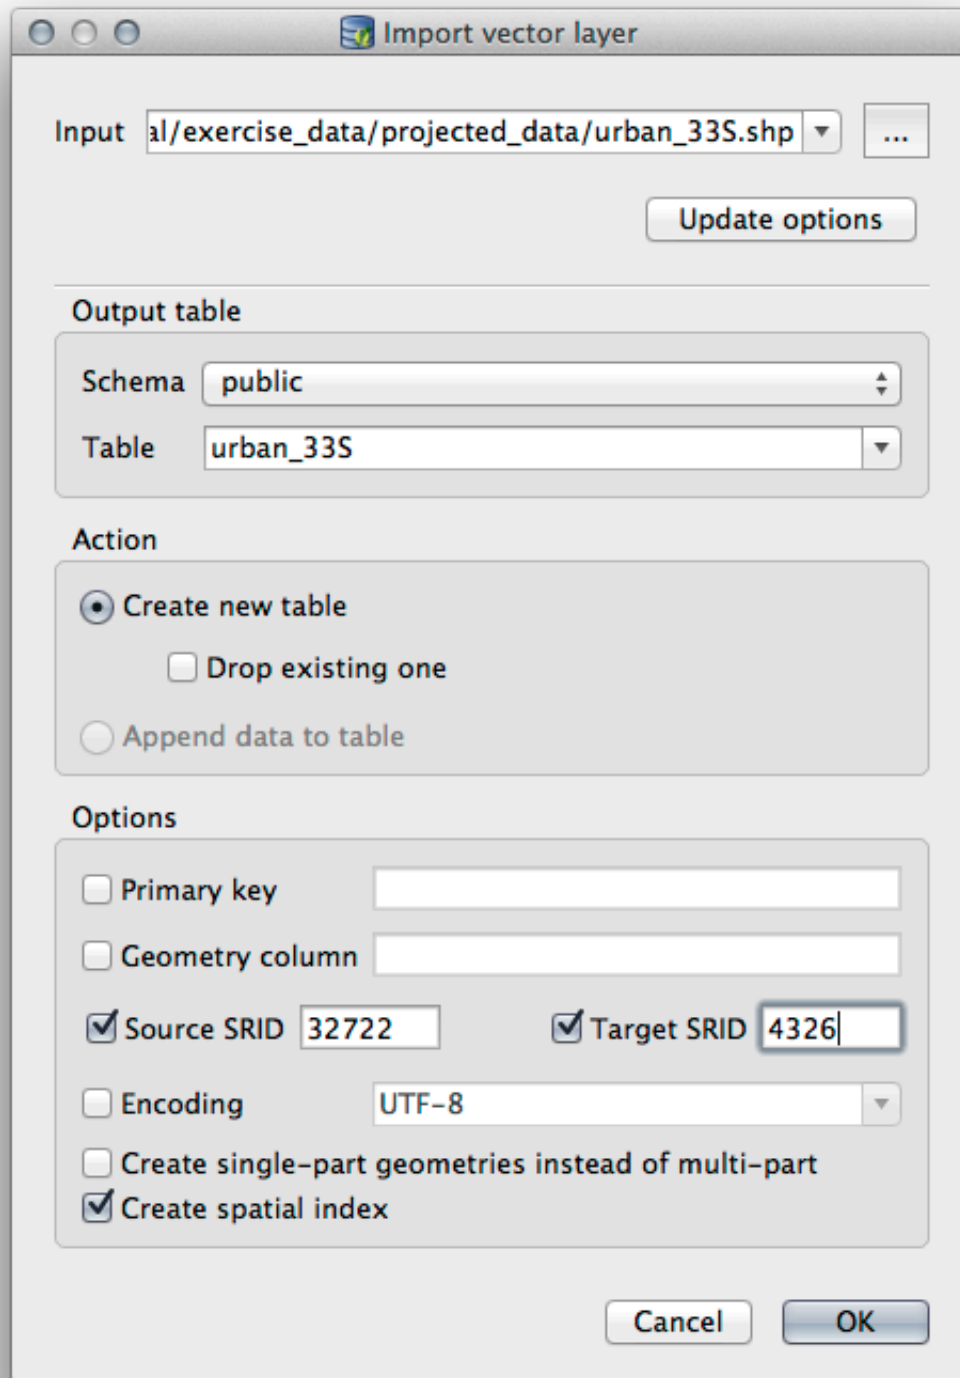 Import vector layer
Input al/exercise_data/projected_data/urban_33S.shp ...
Update options
Output table
Schema public
Table urban_33S
Action
Create new table
Drop existing one
Append data to table
Options
Primary key
Geometry column
Source SRID 32722 Target SRID 4326
Encoding UTF-8
Create single-part geometries instead of multi-part
Create spatial index
Cancel OK